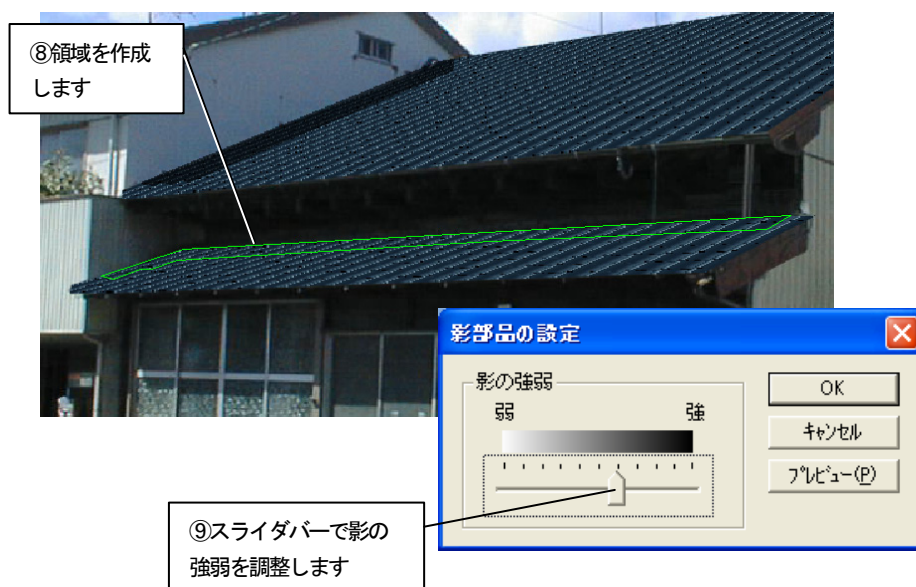 ⑧領域を作成
します
影部品の設定
影の強弱
弱 強
OK
キャンセル
プレビュー(P)
⑨スライダバーで影の
強弱を調整します